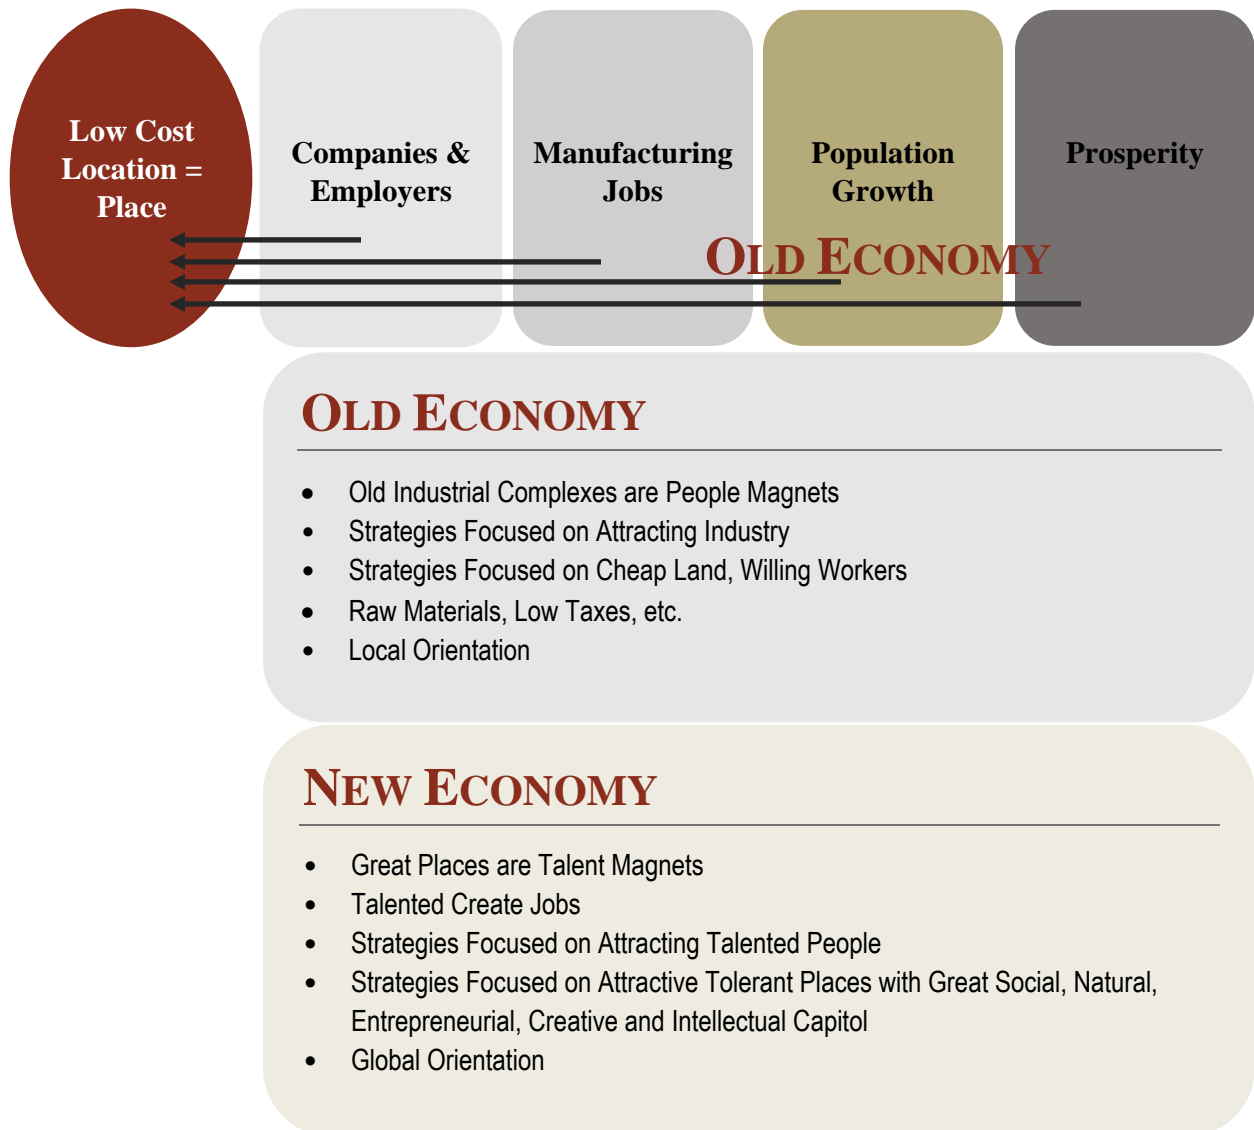 Low Cost
Location =
Place
Companies &
Employers
Manufacturing
Jobs
Population
Growth
Prosperity
OLD ECONOMY
OLD ECONOMY
• Old Industrial Complexes are People Magnets
• Strategies Focused on Attracting Industry
• Strategies Focused on Cheap Land, Willing Workers
• Raw Materials, Low Taxes, etc.
• Local Orientation
NEW ECONOMY
• Great Places are Talent Magnets
• Talented Create Jobs
• Strategies Focused on Attracting Talented People
• Strategies Focused on Attractive Tolerant Places with Great Social, Natural,
Entrepreneurial, Creative and Intellectual Capitol
• Global Orientation